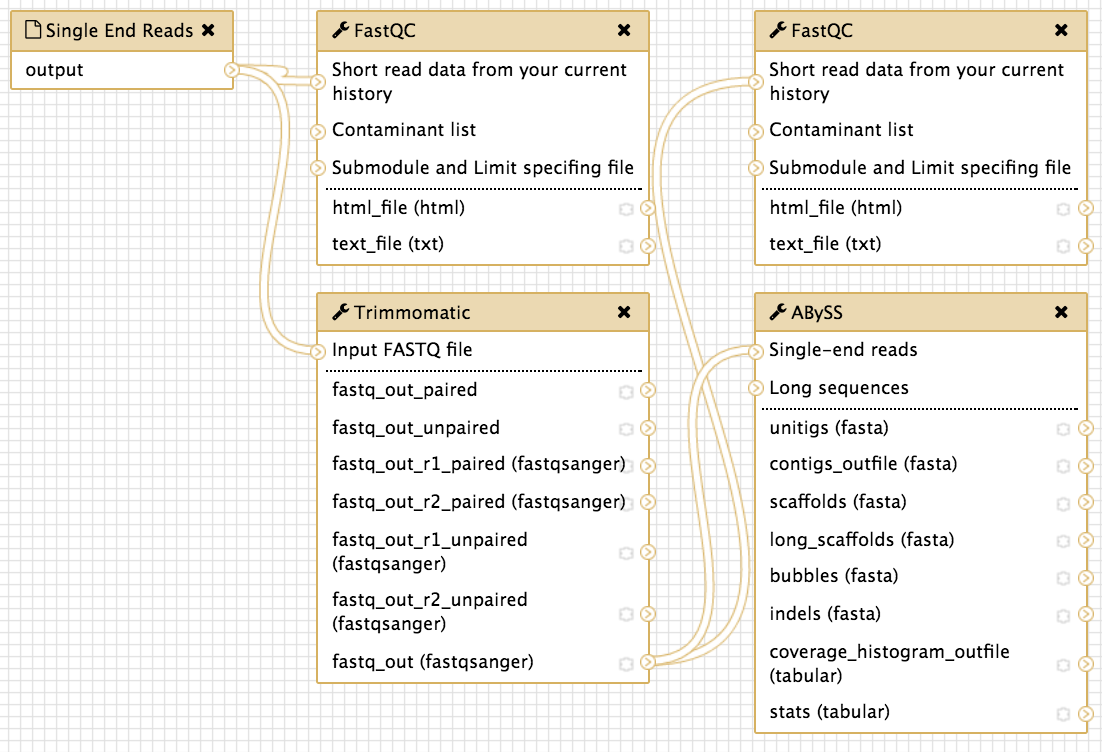 Single End Reads
output
FastQC
Short read data from your current
history
Contaminant list
Submodule and Limit specifing file
html_file (html)
text_file (txt)
FastQC
Short read data from your current
history
Contaminant list
Submodule and Limit specifing file
html_file (html)
text_file (txt)
Trimmomatic
Input FASTQ file
fastq_out_paired
fastq_out_unpaired
fastq_out_r1_paired (fastqsanger)
fastq_out_r2_paired (fastqsanger)
fastq_out_r1_unpaired
(fastqsanger)
fastq_out_r2_unpaired
(fastqsanger)
fastq_out (fastqsanger)
ABySS
Single-end reads
Long sequences
unitigs (fasta)
contigs_outfile (fasta)
scaffolds (fasta)
long_scaffolds (fasta)
bubbles (fasta)
indels (fasta)
coverage_histogram_outfile
(tabular)
stats (tabular)